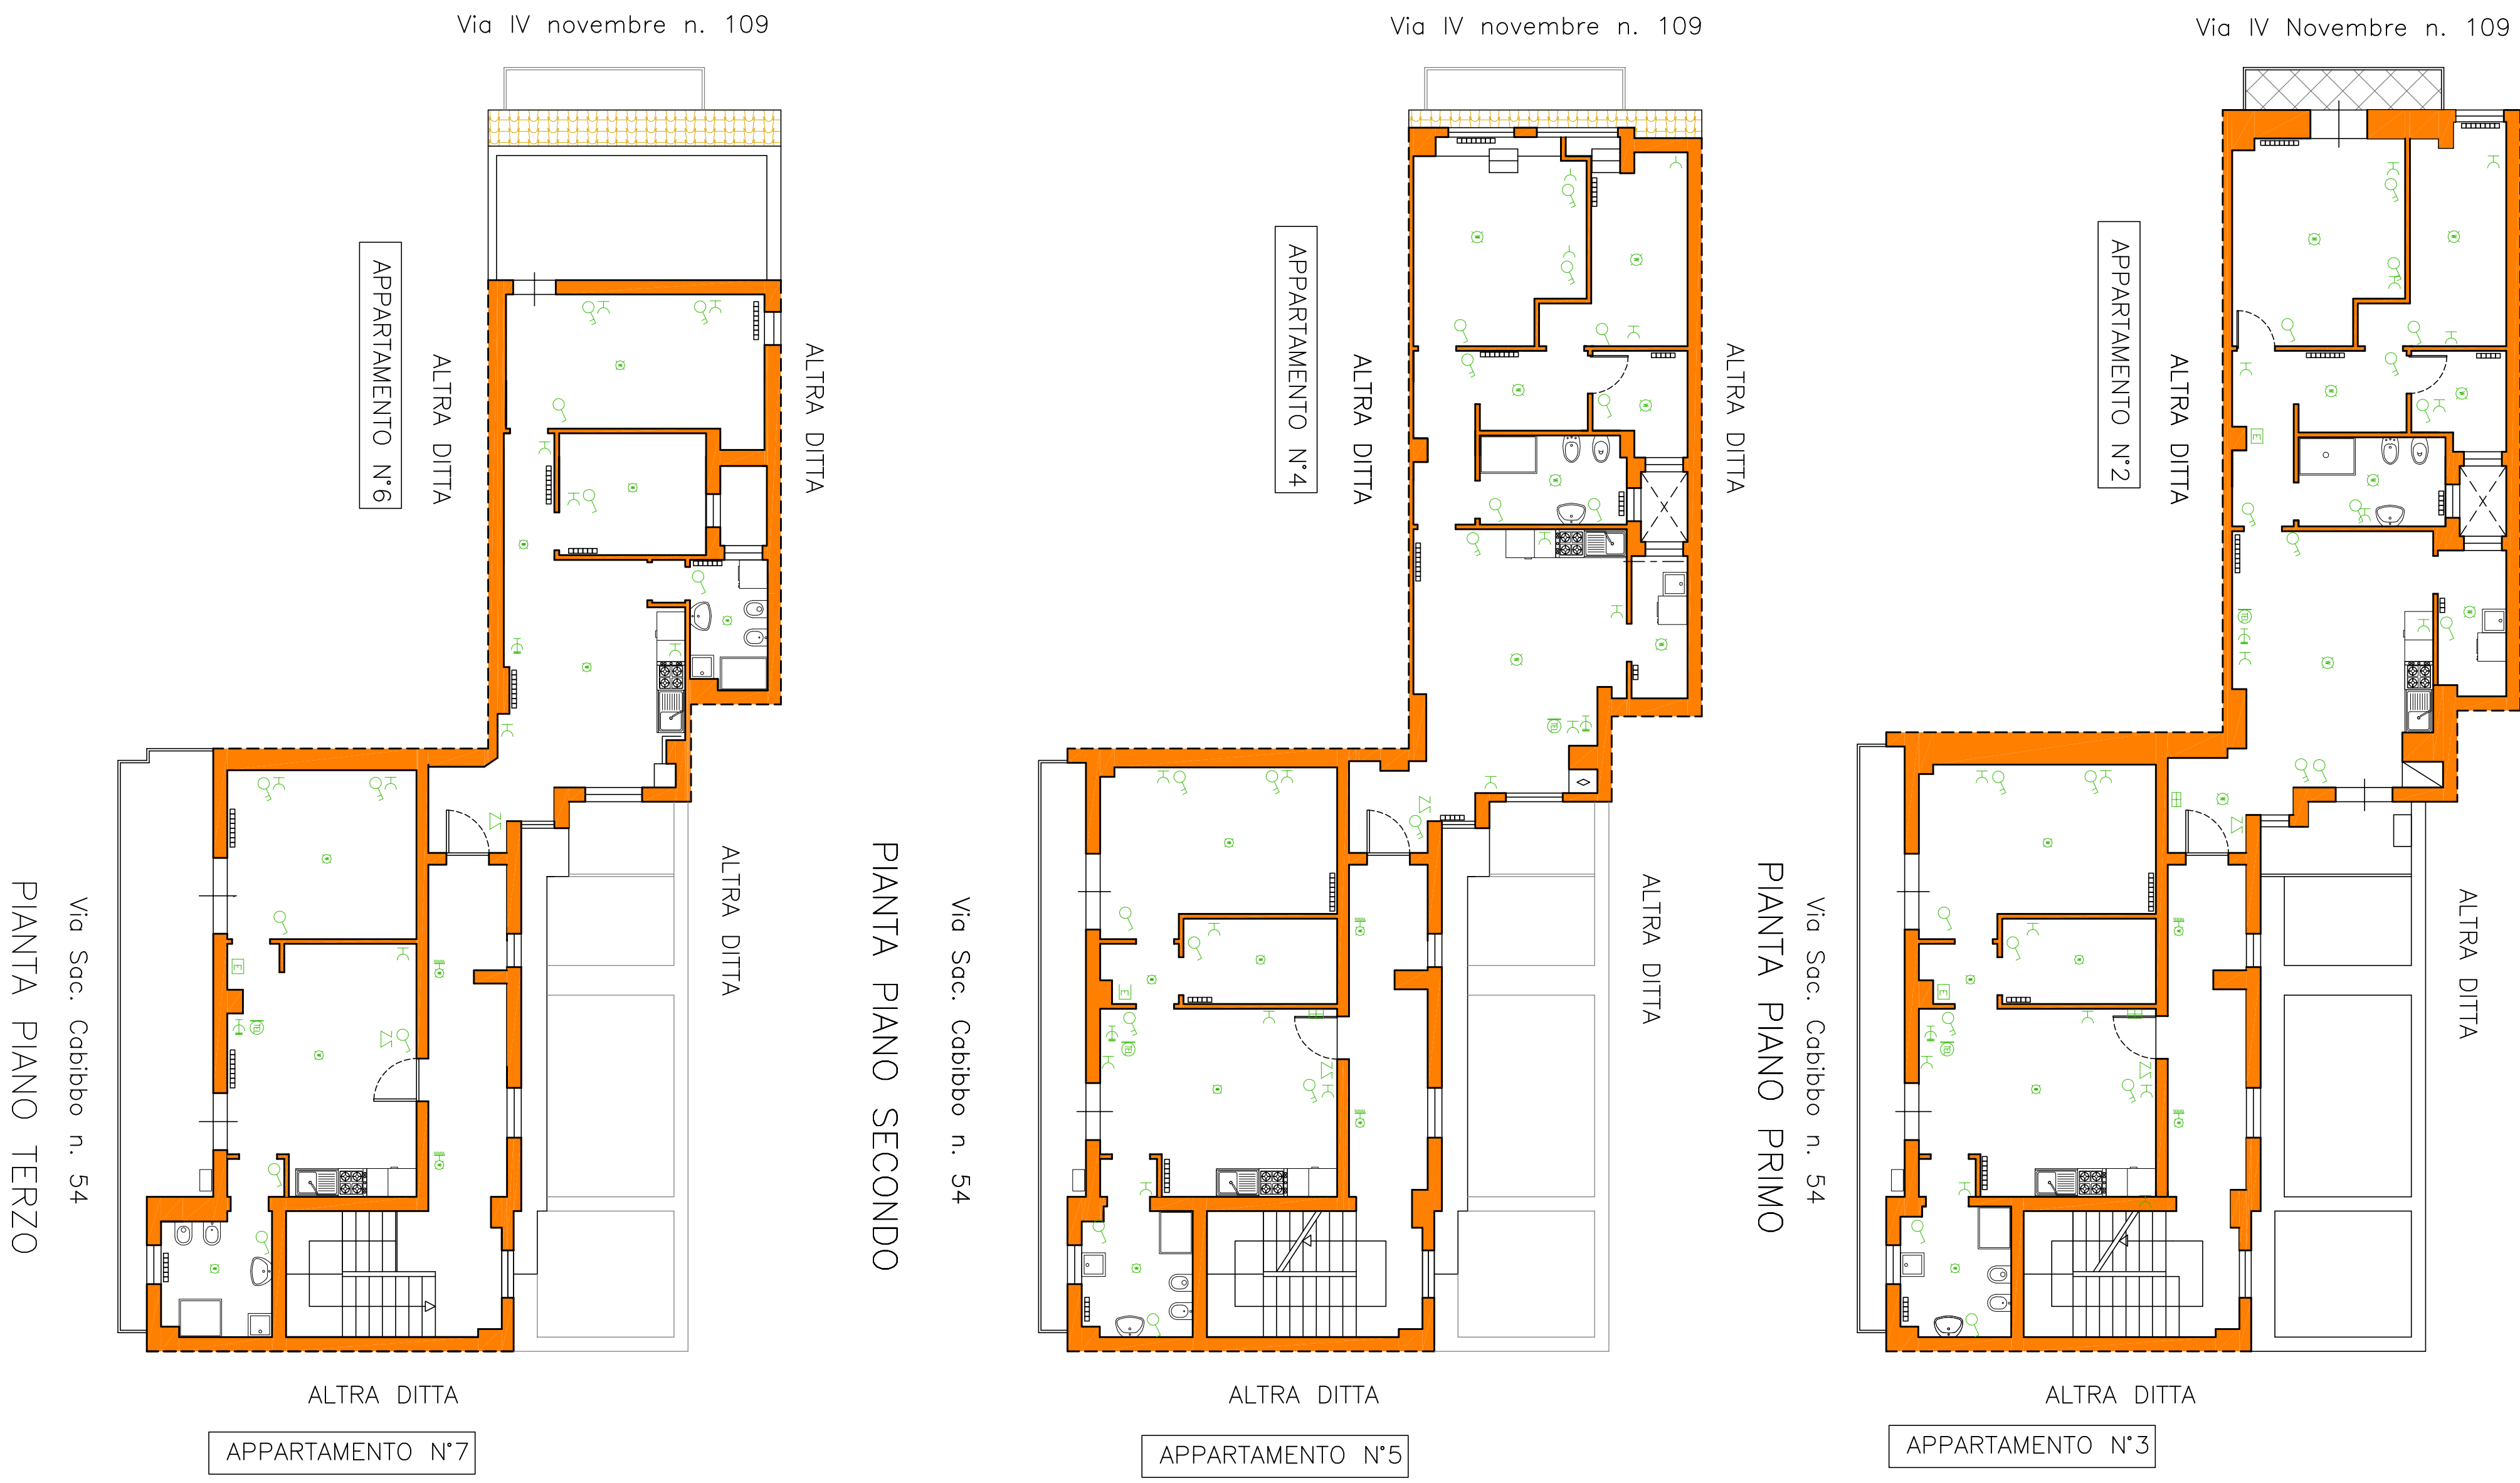 Via IV novembre n. 109
APPARTAMENTO N°6
ALTRA DITTA
ALTRA DITTA
ALTRA DITTA
Via Sac. Cabibbo n. 54
PIANTA PIANO TERZO
ALTRA DITTA
APPARTAMENTO N°7
Via IV novembre n. 109
APPARTAMENTO N°4
ALTRA DITTA
ALTRA DITTA
ALTRA DITTA
Via Sac. Cabibbo n. 54
PIANTA PIANO SECONDO
ALTRA DITTA
APPARTAMENTO N°5
Via IV Novembre n. 109
APPARTAMENTO N°2
ALTRA DITTA
ALTRA DITTA
Via Sac. Cabibbo n. 54
PIANTA PIANO PRIMO
ALTRA DITTA
APPARTAMENTO N°3